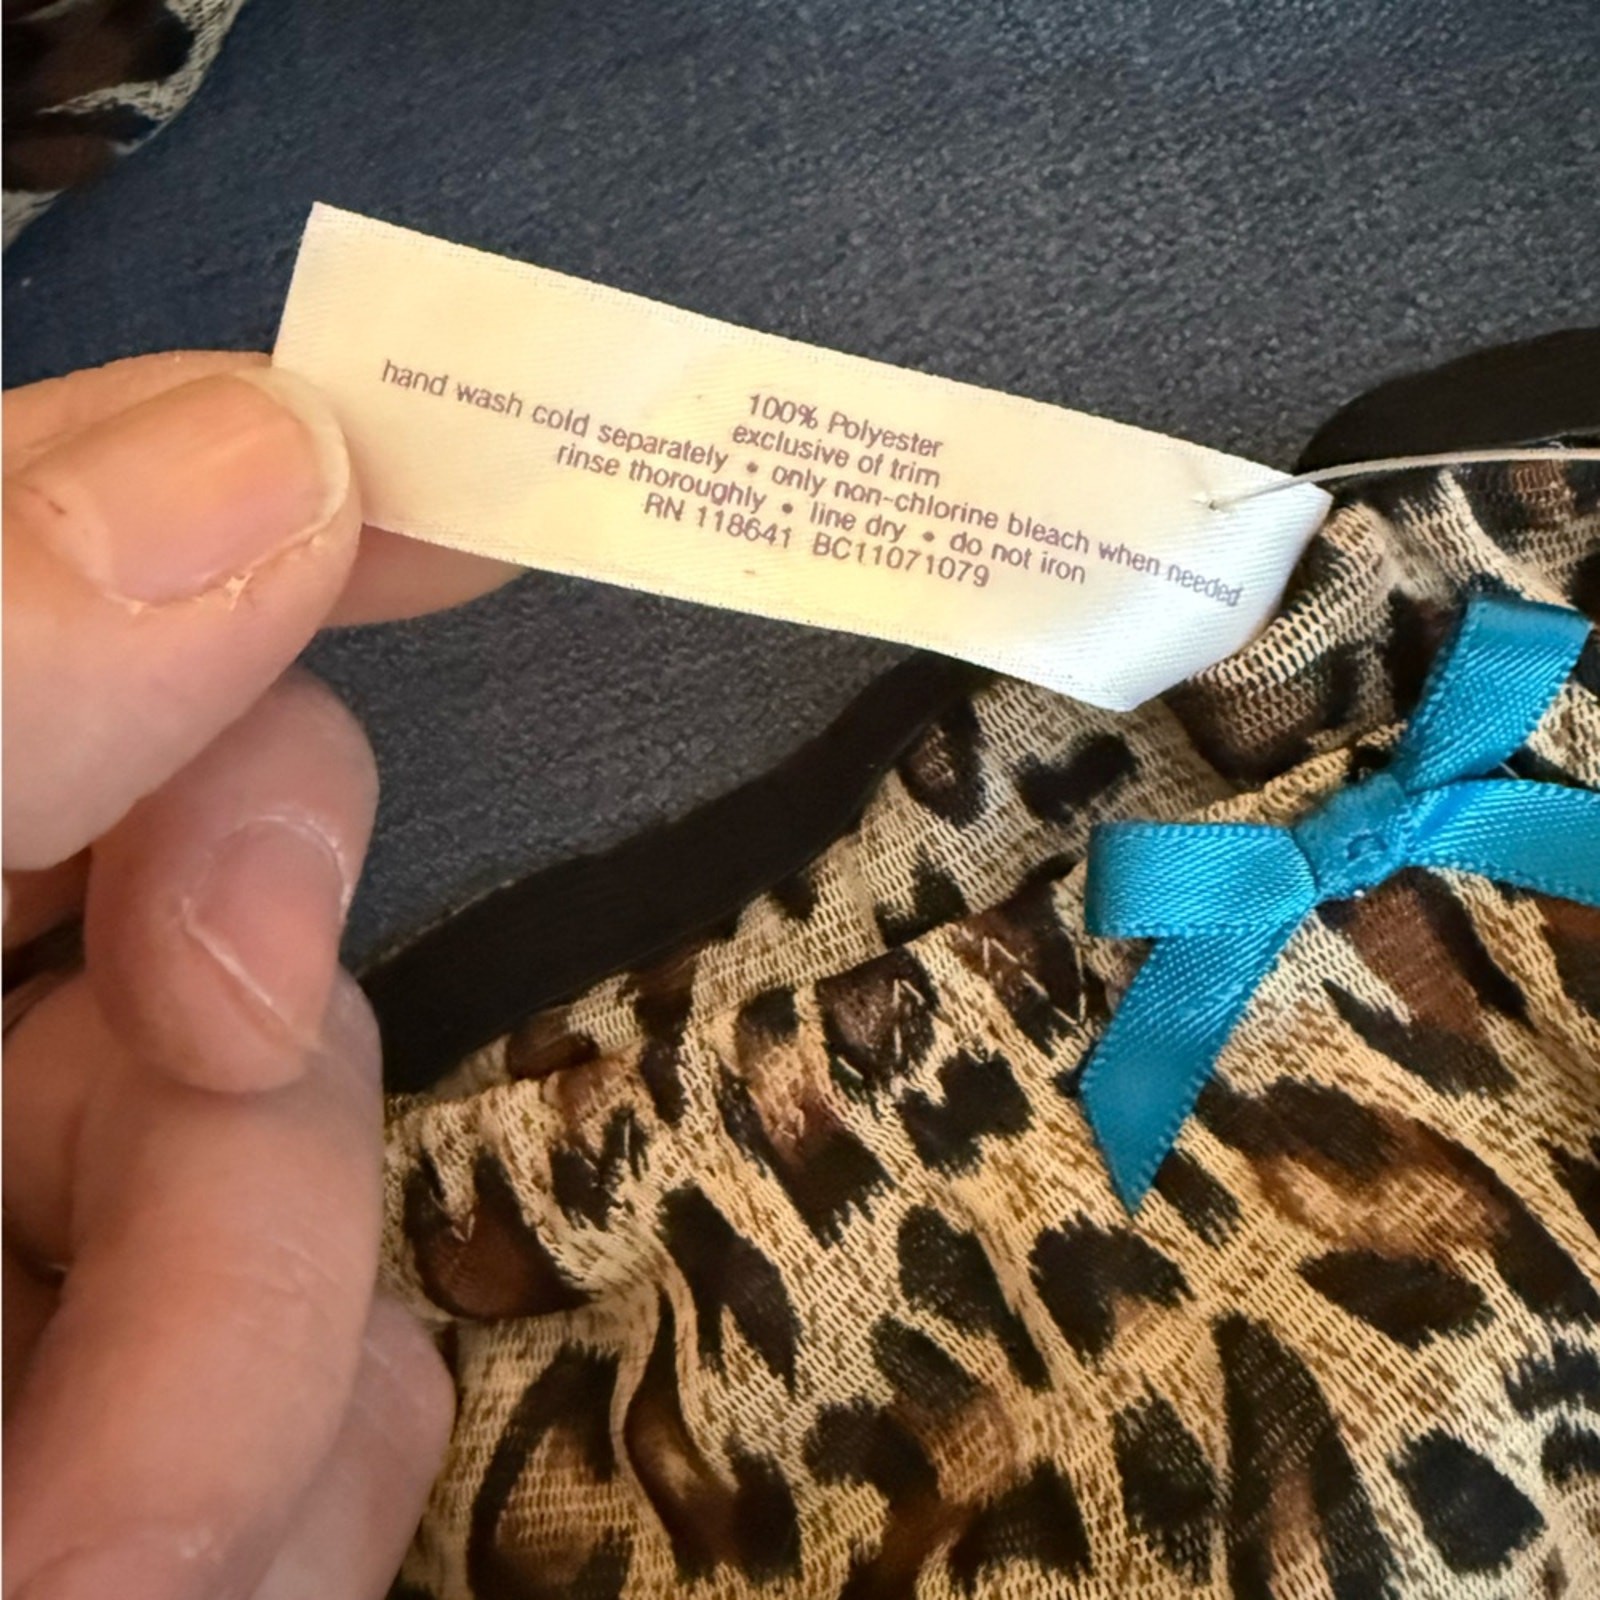 100% Polyester
exclusive of trim
hand wash cold separately • only non-chlorine bleach when needed
rinse thoroughly • line dry • do not iron
RN 118641 BC11071079